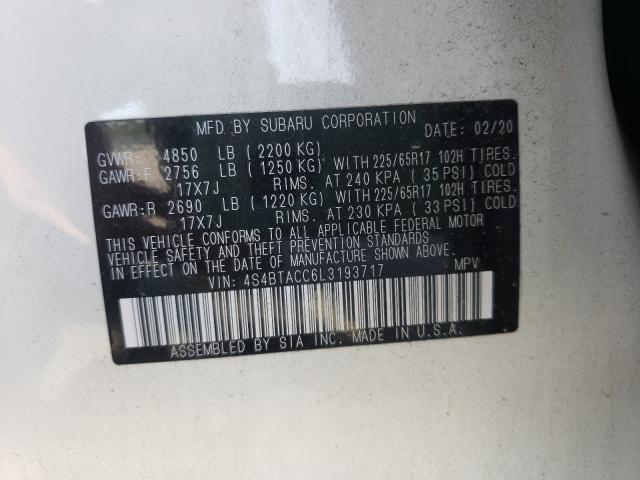 MFD. BY SUBARU CORPORATION DATE: 02/20
GVWR: 4850 LB (2200 KG)
GAWR:F 2756 LB (1250 KG) WITH 225/65R17 102H TIRES.
17X7J RIMS. AT 240 KPA (35 PSI) COLD
GAWR:R 2690 LB (1220 KG) WITH 225/65R17 102H TIRES.
17X7J RIMS. AT 230 KPA (33 PSI) COLD
THIS VEHICLE CONFORMS TO ALL APPLICABLE FEDERAL MOTOR
VEHICLE SAFETY AND THEFT PREVENTION STANDARDS
IN EFFECT ON THE DATE OF MANUFACTURE SHOWN ABOVE.
VIN: 4S4BTACC6L3193717 MPV
ASSEMBLED BY SIA INC. MADE IN U.S.A.